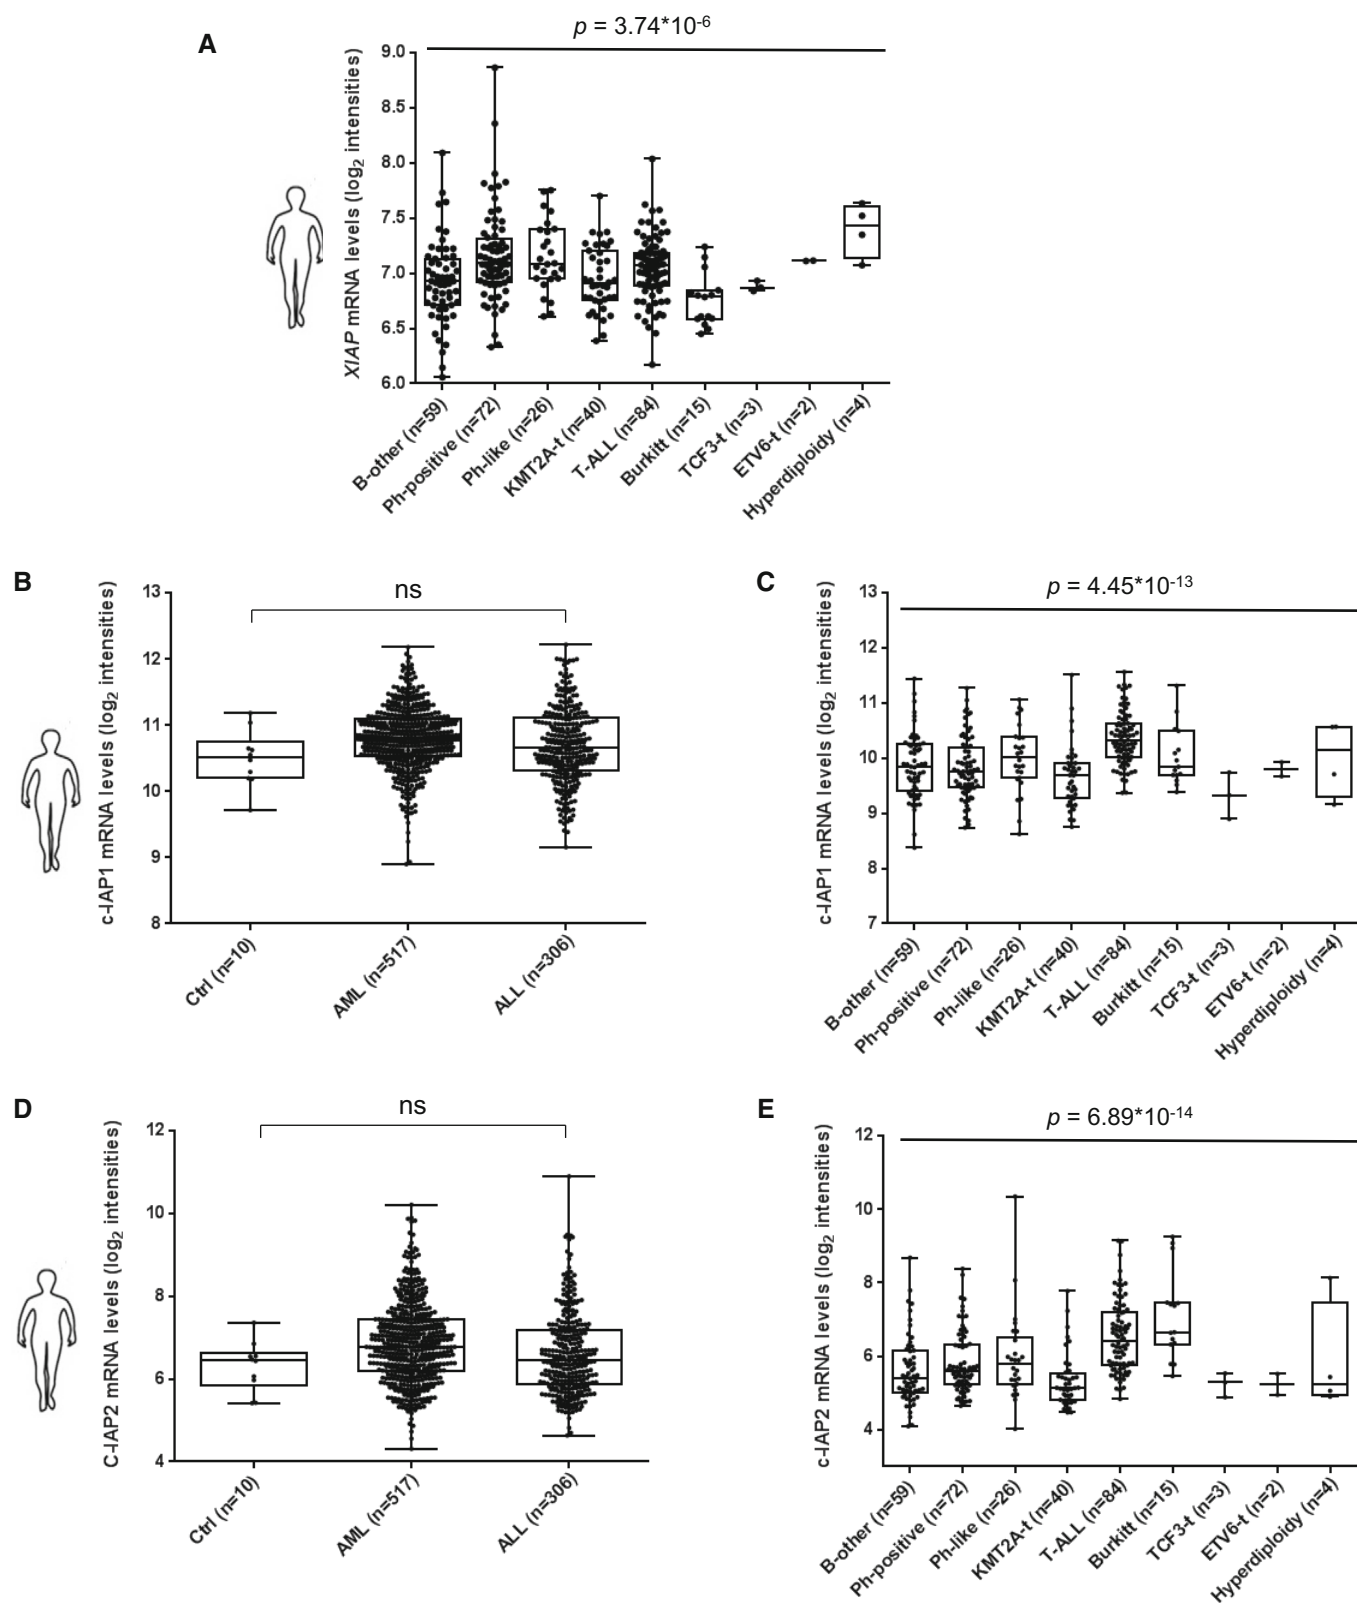 A
p = 3.74*10-6
XIAP mRNA levels (log2 intensities)
9.0
8.5
8.0
7.5
7.0
6.5
6.0
B-other (n=59)
Ph-positive (n=72)
Ph-like (n=26)
KMT2A-t (n=40)
T-ALL (n=84)
Burkitt (n=15)
TCF3-t (n=3)
ETV6-t (n=2)
Hyperdiploidy (n=4)
B
ns
c-IAP1 mRNA levels (log2 intensities)
13
12
11
10
9
8
Ctrl (n=10)
AML (n=517)
ALL (n=306)
C
p = 4.45*10-13
c-IAP1 mRNA levels (log2 intensities)
13
12
11
10
9
8
7
B-other (n=59)
Ph-positive (n=72)
Ph-like (n=26)
KMT2A-t (n=40)
T-ALL (n=84)
Burkitt (n=15)
TCF3-t (n=3)
ETV6-t (n=2)
Hyperdiploidy (n=4)
D
ns
C-IAP2 mRNA levels (log2 intensities)
12
10
8
6
4
Ctrl (n=10)
AML (n=517)
ALL (n=306)
E
p = 6.89*10-14
c-IAP2 mRNA levels (log2 intensities)
12
10
8
6
4
B-other (n=59)
Ph-positive (n=72)
Ph-like (n=26)
KMT2A-t (n=40)
T-ALL (n=84)
Burkitt (n=15)
TCF3-t (n=3)
ETV6-t (n=2)
Hyperdiploidy (n=4)